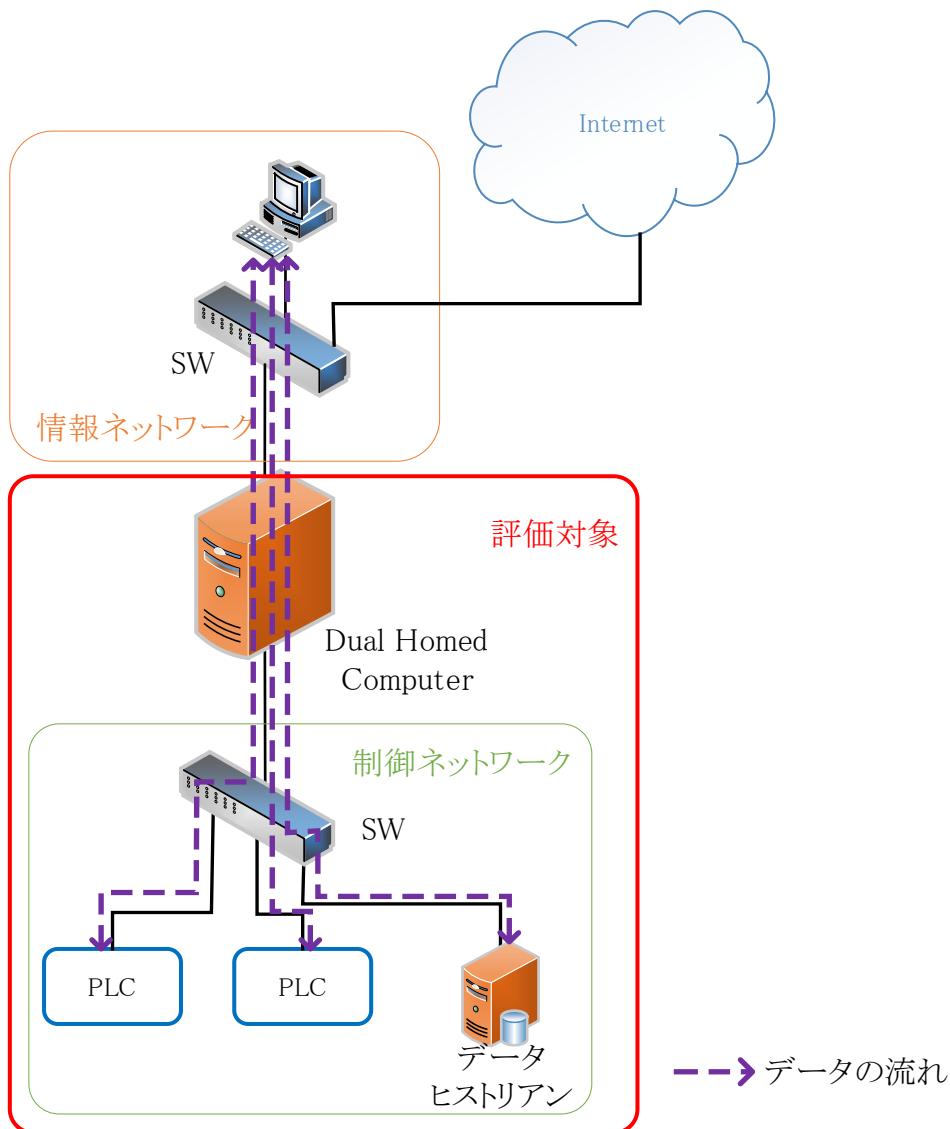 Internet
SW
情報ネットワーク
評価対象
Dual Homed
Computer
制御ネットワーク
SW
PLC
PLC
データ
ヒストリアン
データの流れ